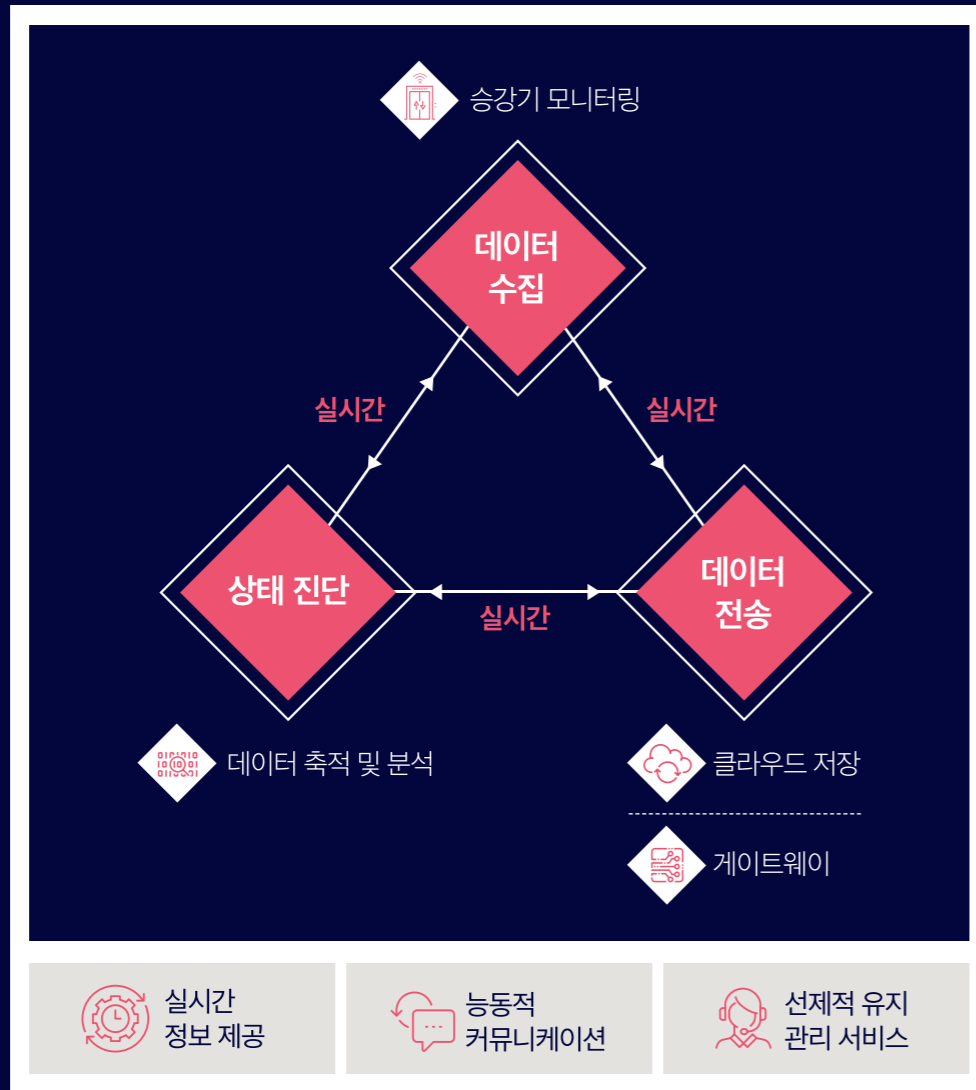 승강기 모니터링
데이터
수집
실시간
실시간
상태 진단
데이터
전송
실시간
데이터 축적 및 분석
클라우드 저장
게이트웨이
실시간
정보 제공
능동적
커뮤니케이션
선제적 유지
관리 서비스